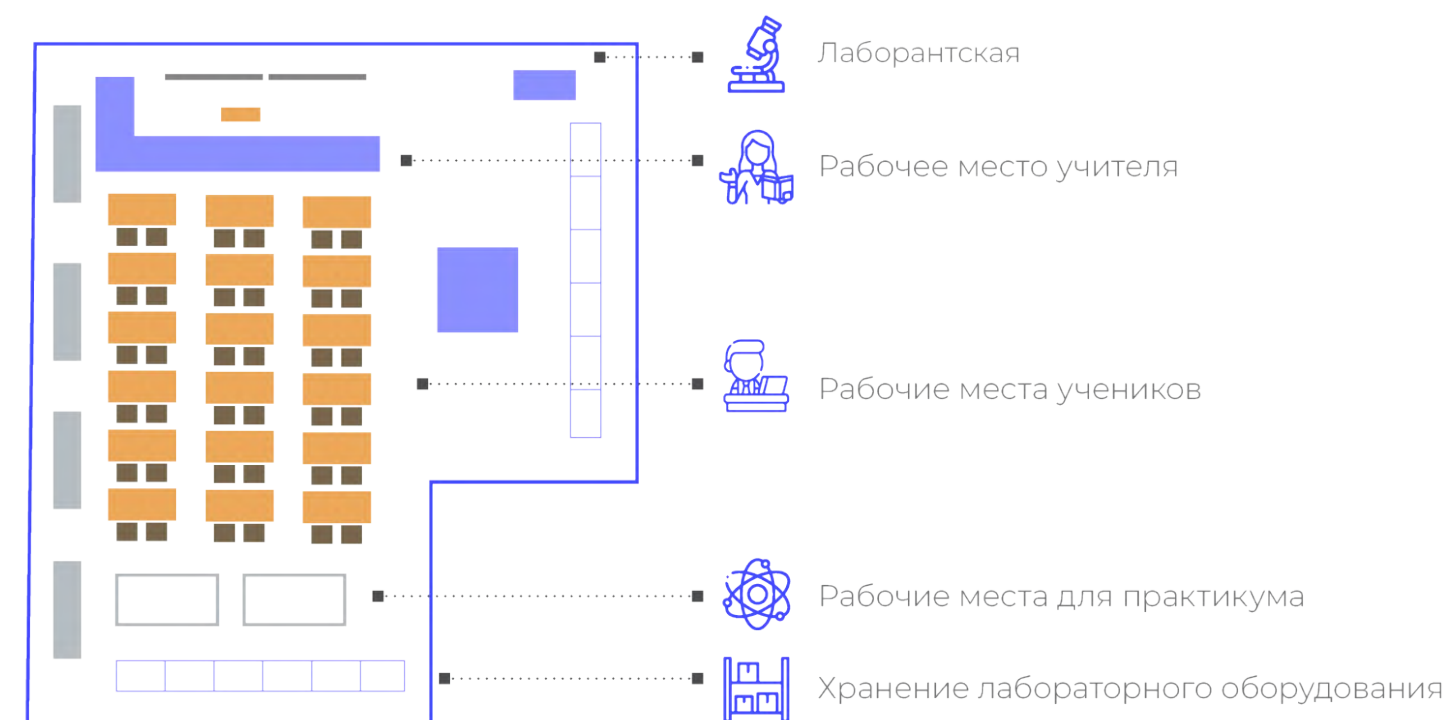 Лаборантская
Рабочее место учителя
Рабочие места учеников
Рабочие места для практикума
Хранение лабораторного оборудования